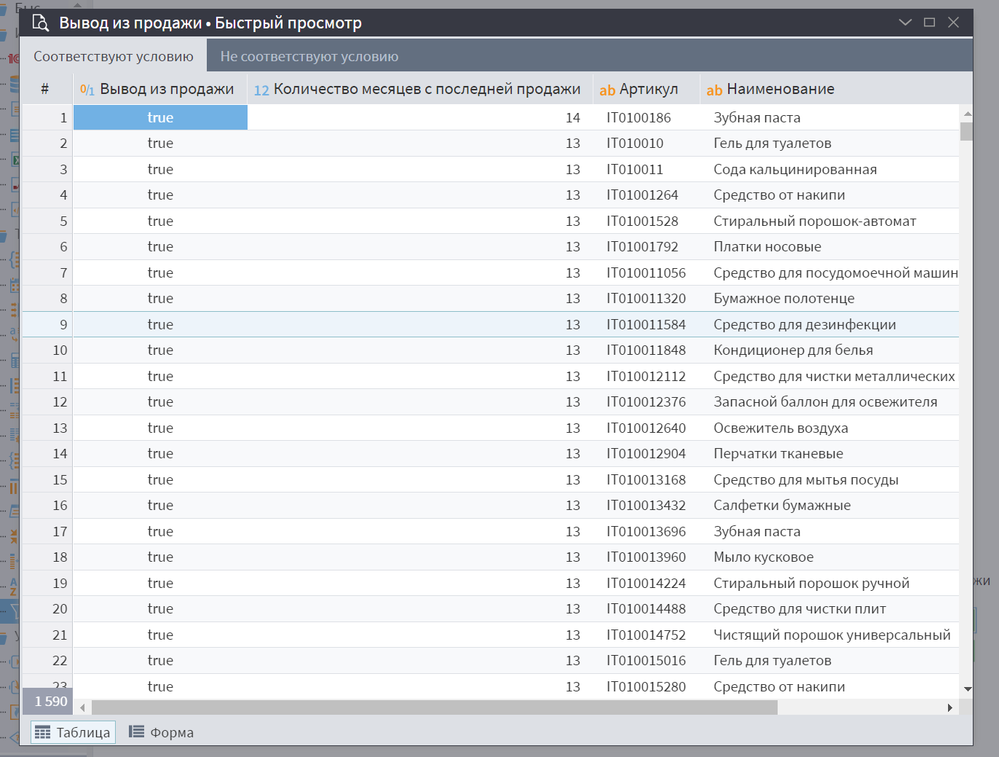 Вывод из продажи • Быстрый просмотр
Соответствуют условию Не соответствуют условию
# 0/1 Вывод из продажи 12 Количество месяцев с последней продажи ab Артикул ab Наименование
1 true 14 IT0100186 Зубная паста
2 true 13 IT010010 Гель для туалетов
3 true 13 IT010011 Сода кальцинированная
4 true 13 IT01001264 Средство от накипи
5 true 13 IT01001528 Стиральный порошок-автомат
6 true 13 IT01001792 Платки носовые
7 true 13 IT010011056 Средство для посудомоечной машин
8 true 13 IT010011320 Бумажное полотенце
9 true 13 IT010011584 Средство для дезинфекции
10 true 13 IT010011848 Кондиционер для белья
11 true 13 IT010012112 Средство для чистки металлических
12 true 13 IT010012376 Запасной баллон для освежителя
13 true 13 IT010012640 Освежитель воздуха
14 true 13 IT010012904 Перчатки тканевые
15 true 13 IT010013168 Средство для мытья посуды
16 true 13 IT010013432 Салфетки бумажные
17 true 13 IT010013696 Зубная паста
18 true 13 IT010013960 Мыло кусковое
19 true 13 IT010014224 Стиральный порошок ручной
20 true 13 IT010014488 Средство для чистки плит
21 true 13 IT010014752 Чистящий порошок универсальный
22 true 13 IT010015016 Гель для туалетов
23 true 13 IT010015280 Средство от накипи
1 590
Таблица Форма
жи